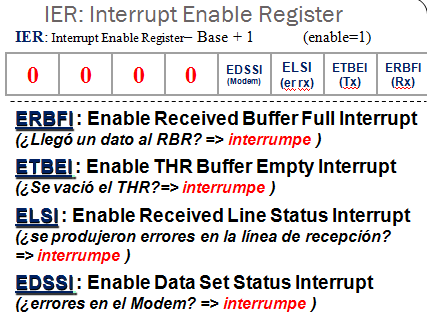 IER: Interrupt Enable Register
IER: Interrupt Enable Register– Base + 1 (enable=1)
0 0 0 0 EDSSI (Modem) ELSI (er rx) ETBEI (Tx) ERBFI (Rx)
ERBFI : Enable Received Buffer Full Interrupt
(¿Llegó un dato al RBR? => interrumpe )
ETBEI : Enable THR Buffer Empty Interrupt
(¿Se vació el THR?=> interrumpe )
ELSI : Enable Received Line Status Interrupt
(¿se produjeron errores en la línea de recepción?
=> interrumpe )
EDSSI : Enable Data Set Status Interrupt
(¿errores en el Modem? => interrumpe )